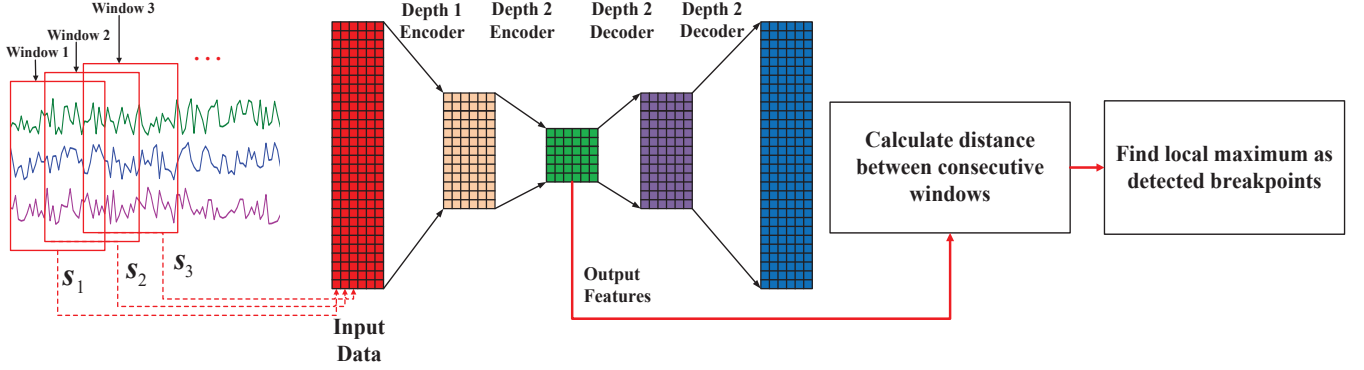 Window 3
Window 2
Window 1
. . .
s1
s2
s3
Input
Data
Depth 1
Encoder
Depth 2
Encoder
Depth 2
Decoder
Depth 2
Decoder
Output
Features
Calculate distance
between consecutive
windows
Find local maximum as
detected breakpoints